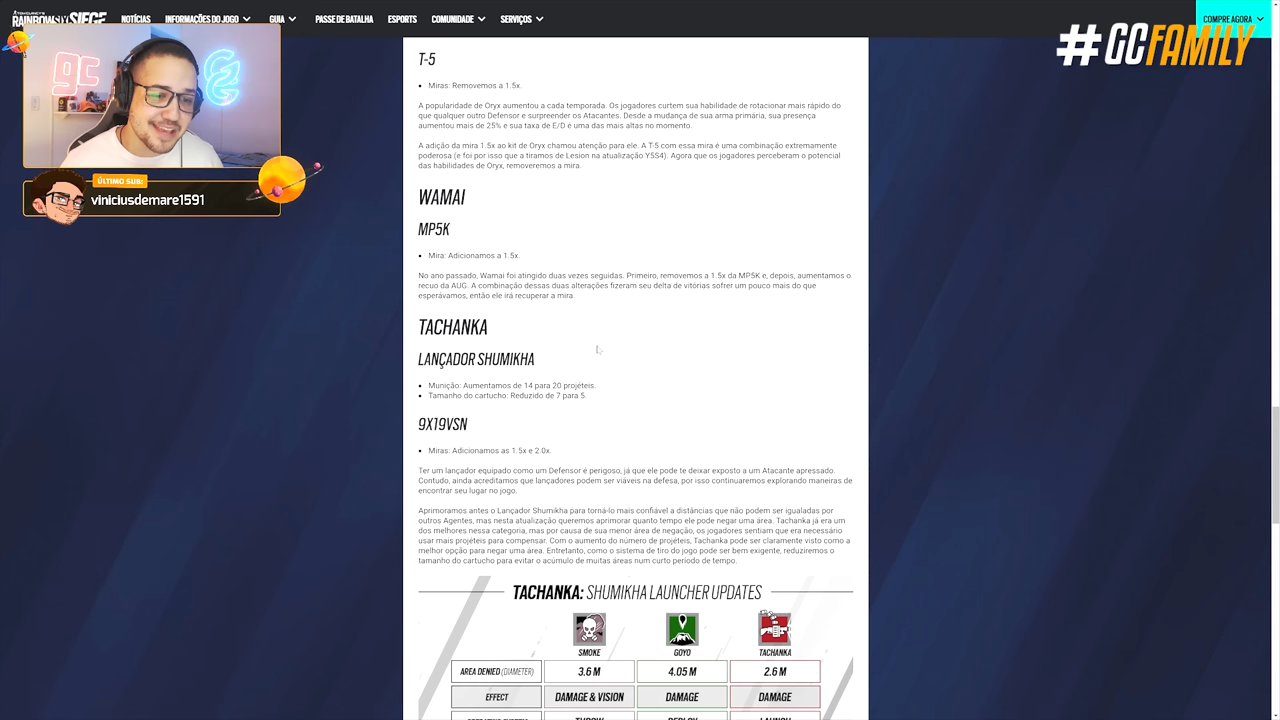 TOM CLANCY'S
RAINBOWSIX SIEGE
NOTÍCIAS
INFORMAÇÕES DO JOGO
GUIA
PASSE DE BATALHA
ESPORTS
COMUNIDADE
SERVIÇOS
COMPRE AGORA
#GCFAMILY
gc
ÚLTIMO SUB:
viniciusdemare1591
T-5
Miras: Removemos a 1.5x.
A popularidade de Oryx aumentou a cada temporada. Os jogadores curtem sua habilidade de rotacionar mais rápido do
que qualquer outro Defensor e surpreender os Atacantes. Desde a mudança de sua arma primária, sua presença
aumentou mais de 25% e sua taxa de E/D é uma das mais altas no momento.
A adição da mira 1.5x ao kit de Oryx chamou atenção para ele. A T-5 com essa mira é uma combinação extremamente
poderosa (e foi por isso que a tiramos de Lesion na atualização Y5S4). Agora que os jogadores perceberam o potencial
das habilidades de Oryx, removeremos a mira.
WAMAI
MP5K
Mira: Adicionamos a 1.5x.
No ano passado, Wamai foi atingido duas vezes seguidas. Primeiro, removemos a 1.5x da MP5K e, depois, aumentamos o
recuo da AUG. A combinação dessas duas alterações fizeram seu delta de vitórias sofrer um pouco mais do que
esperávamos, então ele irá recuperar a mira.
TACHANKA
LANÇADOR SHUMIKHA
Munição: Aumentamos de 14 para 20 projéteis.
Tamanho do cartucho: Reduzido de 7 para 5.
9X19VSN
Miras: Adicionamos as 1.5x e 2.0x.
Ter um lançador equipado como um Defensor é perigoso, já que ele pode te deixar exposto a um Atacante apressado.
Contudo, ainda acreditamos que lançadores podem ser viáveis na defesa, por isso continuaremos explorando maneiras de
encontrar seu lugar no jogo.
Aprimoramos antes o Lançador Shumikha para torná-lo mais confiável a distâncias que não podem ser igualadas por
outros Agentes, mas nesta atualização queremos aprimorar quanto tempo ele pode negar uma área. Tachanka já era um
dos melhores nessa categoria, mas por causa de sua menor área de negação, os jogadores sentiam que era necessário
usar mais projéteis para compensar. Com o aumento do número de projéteis, Tachanka pode ser claramente visto como a
melhor opção para negar uma área. Entretanto, como o sistema de tiro do jogo pode ser bem exigente, reduziremos o
tamanho do cartucho para evitar o acúmulo de muitas áreas num curto período de tempo.
TACHANKA: SHUMIKHA LAUNCHER UPDATES
SMOKE GOYO TACHANKA
AREA DENIED (DIAMETER) 3.6 M 4.05 M 2.6 M
EFFECT DAMAGE & VISION DAMAGE DAMAGE